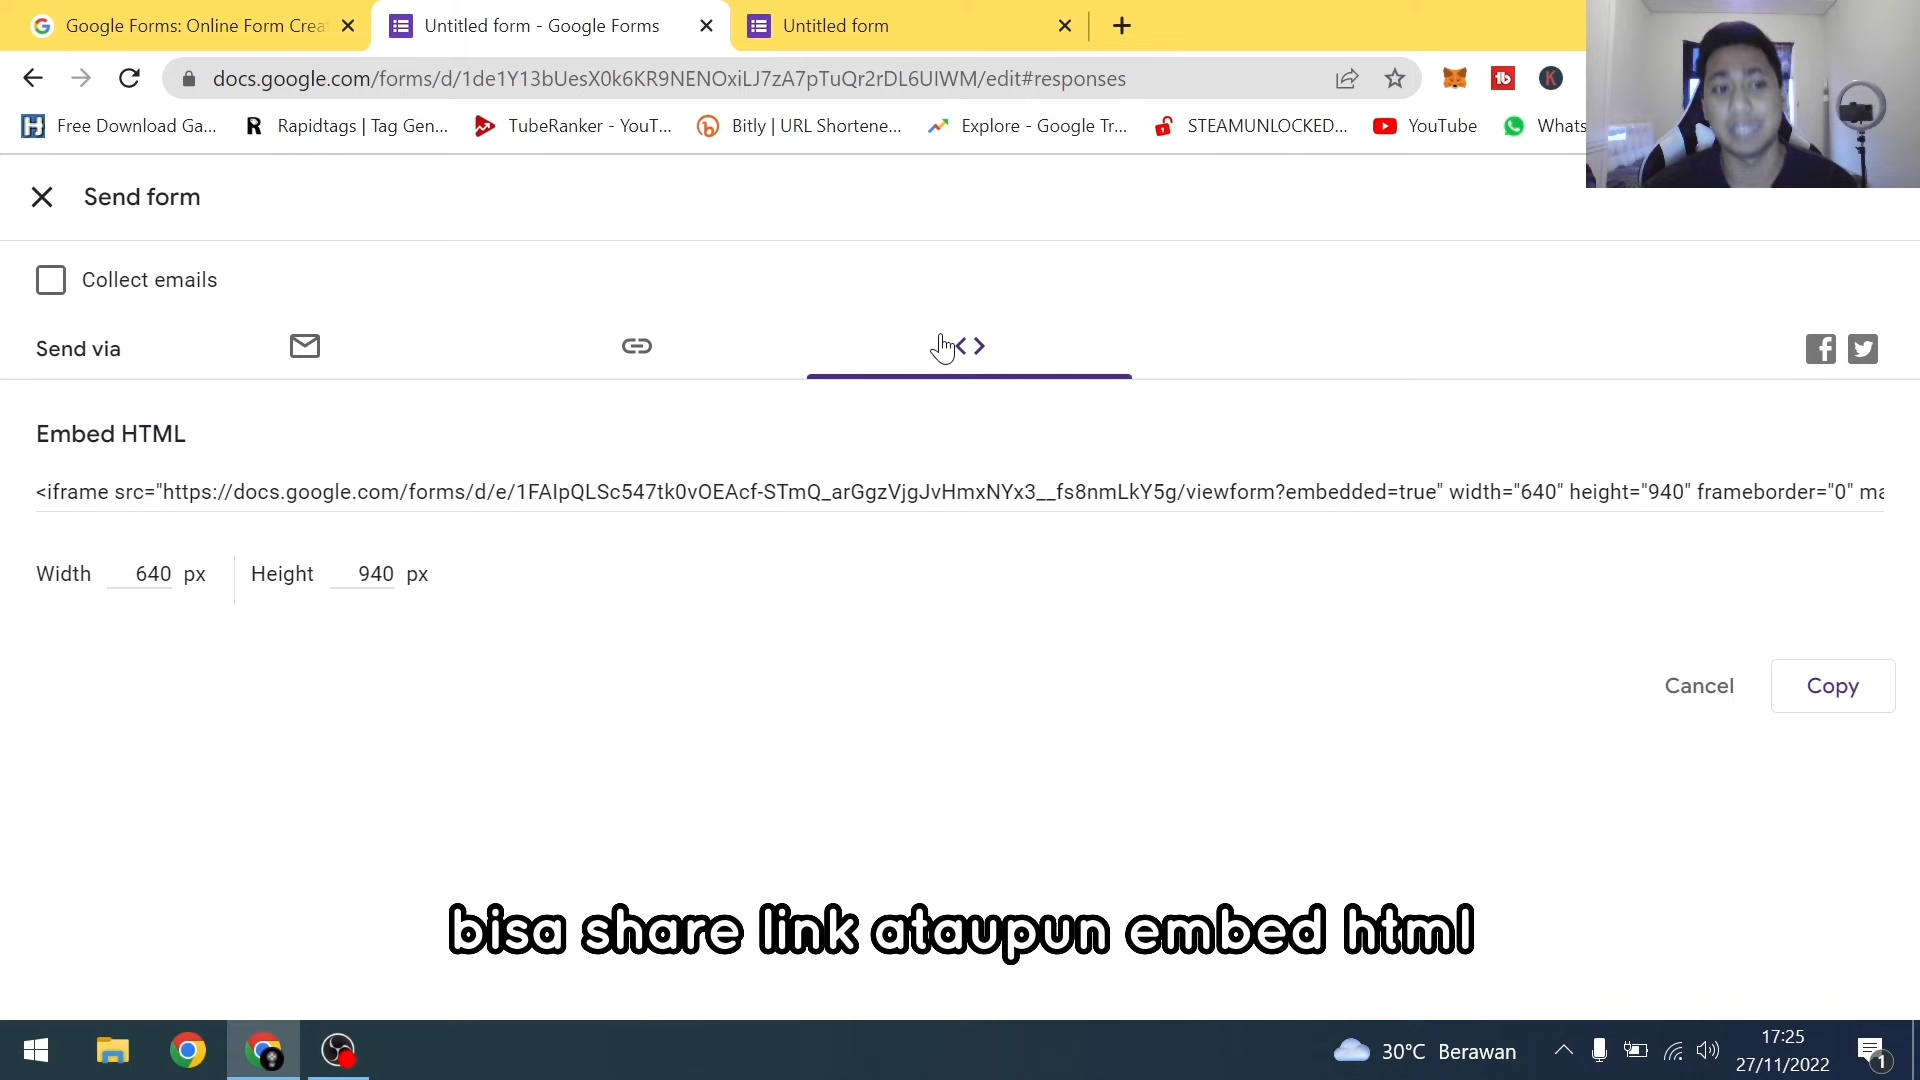 Google Forms: Online Form Crea
Untitled form - Google Forms
Untitled form
docs.google.com/forms/d/1de1Y13bUesX0k6KR9NENOxiLJ7zA7pTuQr2rDL6UIWM/edit#responses
Free Download Ga...
Rapidtags | Tag Gen...
TubeRanker - YouT...
Bitly | URL Shortene...
Explore - Google Tr...
STEAMUNLOCKED...
YouTube
Whats
Send form
Collect emails
Send via
Embed HTML
<iframe src="https://docs.google.com/forms/d/e/1FAIpQLSc547tk0vOEAcf-STmQ_arGgzVjgJvHmxNYx3__fs8nmLkY5g/viewform?embedded=true" width="640" height="940" frameborder="0" ma
Width 640 px Height 940 px
Cancel
Copy
bisa share link ataupun embed html
30°C Berawan
17:25
27/11/2022
1